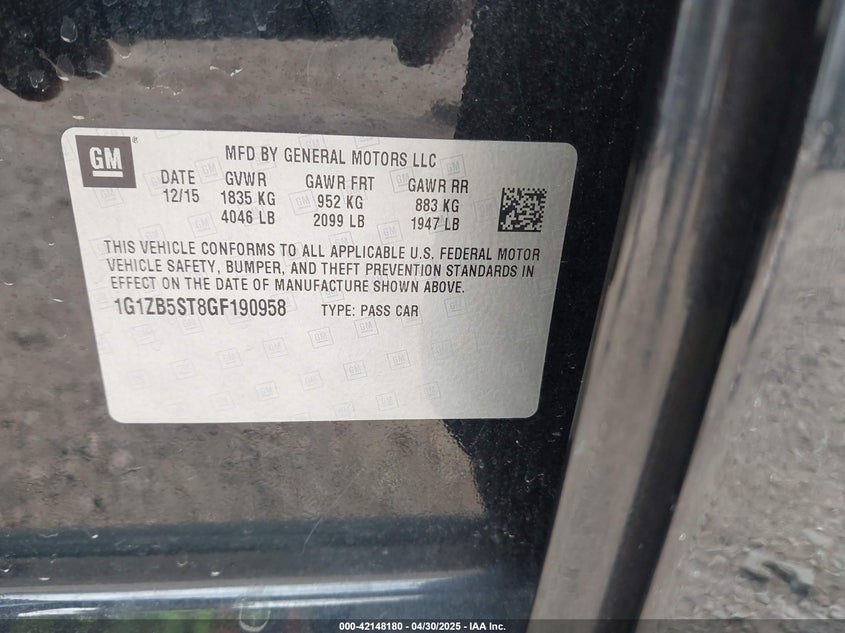 GM
MFD BY GENERAL MOTORS LLC
DATE GVWR GAWR FRT GAWR RR
12/15 1835 KG 952 KG 883 KG
4046 LB 2099 LB 1947 LB
THIS VEHICLE CONFORMS TO ALL APPLICABLE U.S. FEDERAL MOTOR
VEHICLE SAFETY, BUMPER, AND THEFT PREVENTION STANDARDS IN
EFFECT ON THE DATE OF MANUFACTURE SHOWN ABOVE.
1G1ZB5ST8GF190958 TYPE: PASS CAR
000-42148180 - 04/30/2025 - IAA Inc.